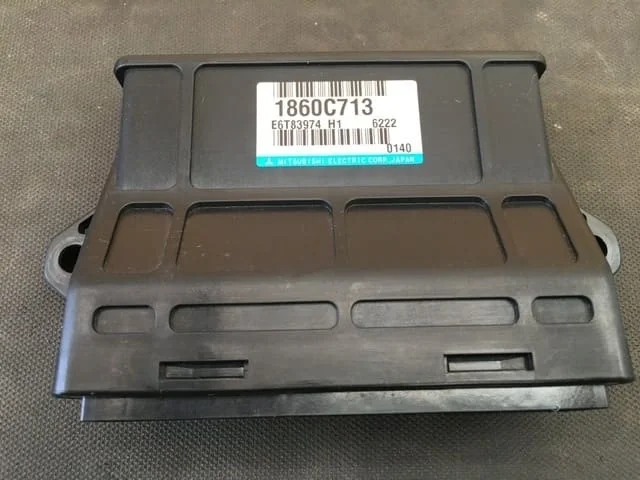 1860C713
E6T83974 H1 6222
0140
MITSUBISHI ELECTRIC CORP.JAPAN